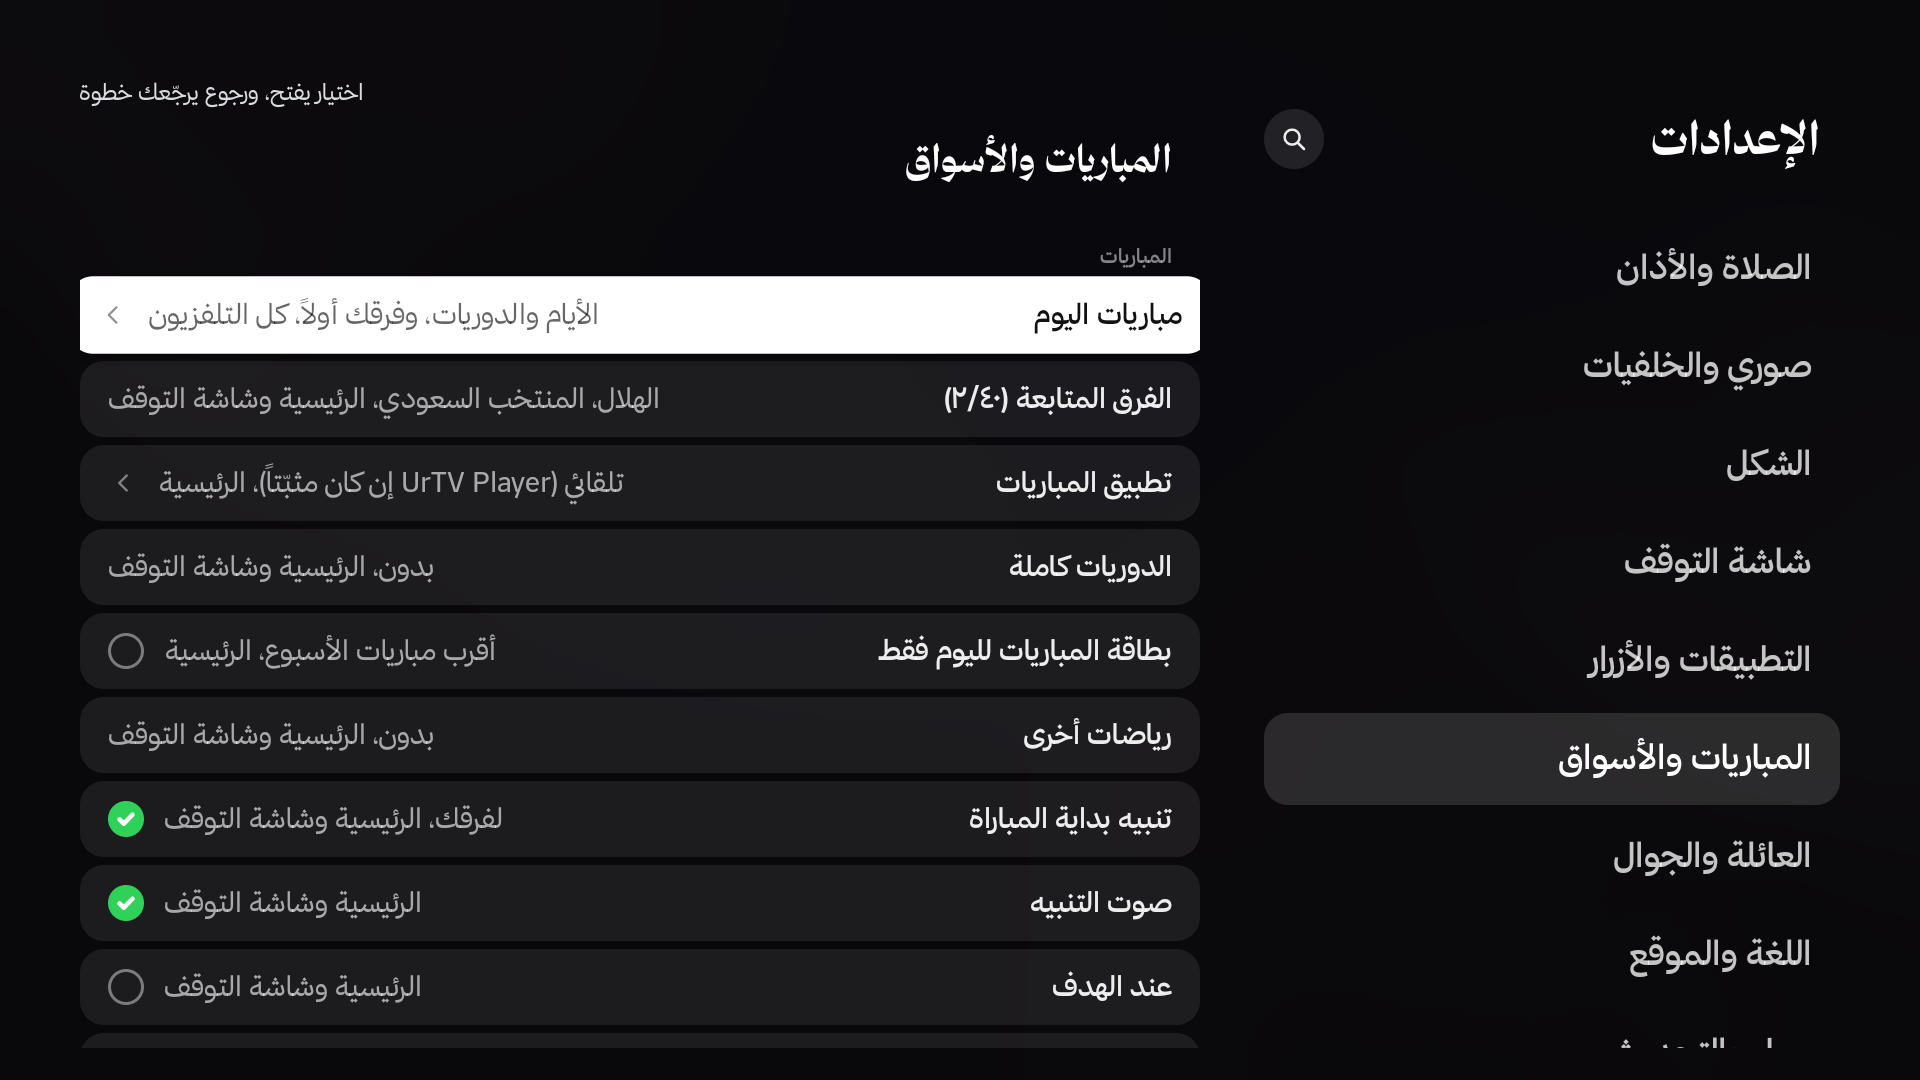 الإعدادات
الصلاة والأذان
صوري والخلفيات
الشكل
شاشة التوقف
التطبيقات والأزرار
المباريات والأسواق
العائلة والجوال
اللغة والموقع
اختيار يفتح، ورجوع يرجّعك خطوة
المباريات والأسواق
المباريات
مباريات اليوم الأيام والدوريات، وفرقك أولاً، كل التلفزيون
الفرق المتابعة (٢/٤٠) الهلال، المنتخب السعودي، الرئيسية وشاشة التوقف
تطبيق المباريات تلقائي (UrTV Player إن كان مثبّتاً)، الرئيسية
الدوريات كاملة بدون، الرئيسية وشاشة التوقف
بطاقة المباريات لليوم فقط أقرب مباريات الأسبوع، الرئيسية
رياضات أخرى بدون، الرئيسية وشاشة التوقف
تنبيه بداية المباراة لفرقك، الرئيسية وشاشة التوقف
صوت التنبيه الرئيسية وشاشة التوقف
عند الهدف الرئيسية وشاشة التوقف